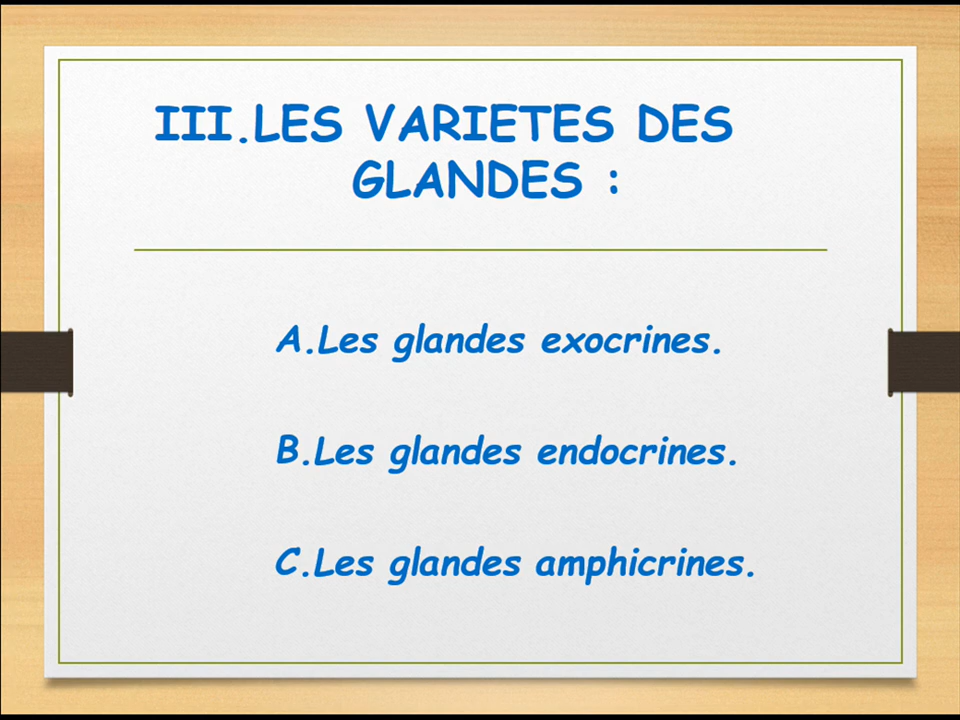 III.LES VARIETES DES
GLANDES :
A.Les glandes exocrines.
B.Les glandes endocrines.
C.Les glandes amphicrines.